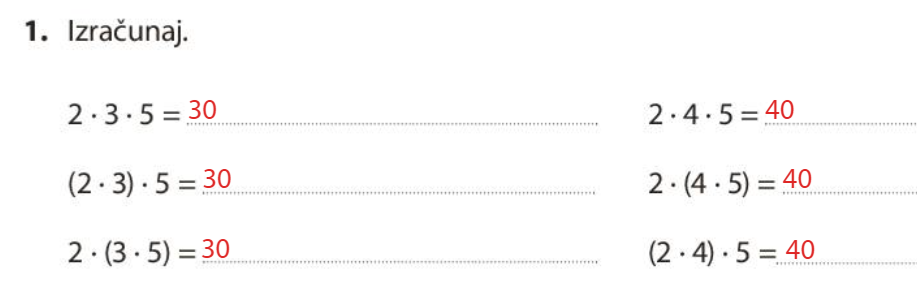 1. Izračunaj.
2 · 3 · 5 = 30
2 · 4 · 5 = 40
(2 · 3) · 5 = 30
2 · (4 · 5) = 40
2 · (3 · 5) = 30
(2 · 4) · 5 = 40